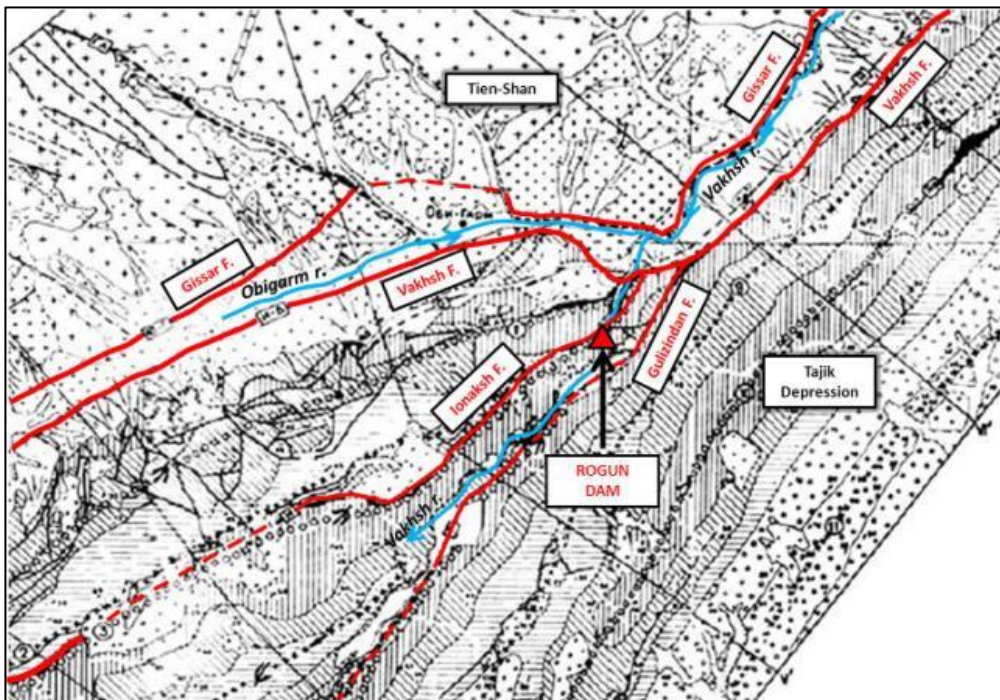 Tien-Shan
Gissar F.
Vakhsh F.
Vakhsh r.
Gissar F.
Obigarm r.
Vakhsh F.
Ionaksh F.
Gulizindan F.
Tajik
Depression
ROGUN
DAM
Vakhsh r.